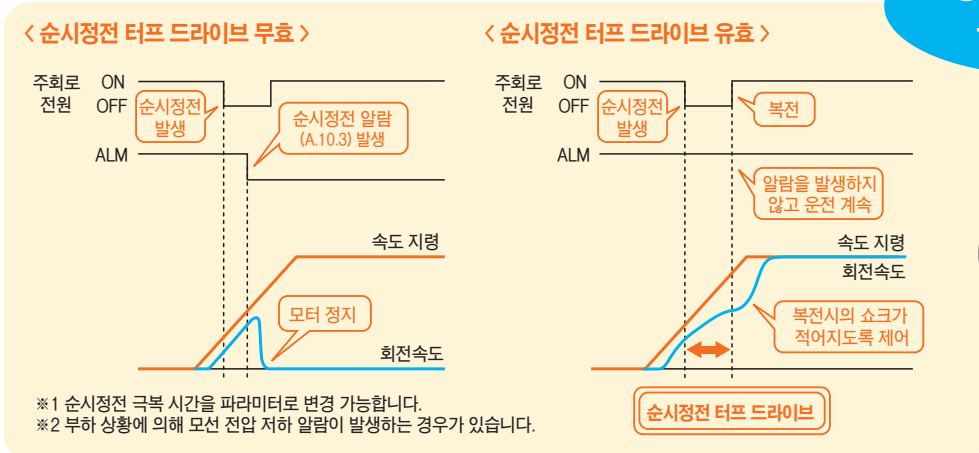 < 순시정전 터프 드라이브 무효 >
주회로
전원
ON
OFF
순시정전
발생
순시정전 알람
(A.10.3) 발생
ALM
속도 지령
모터 정지
회전속도
※1 순시정전 극복 시간을 파라미터로 변경 가능합니다.
※2 부하 상황에 의해 모선 전압 저하 알람이 발생하는 경우가 있습니다.
< 순시정전 터프 드라이브 유효 >
주회로
전원
ON
OFF
순시정전
발생
복전
ALM
알람을 발생하지
않고 운전 계속
속도 지령
회전속도
복전시의 쇼크가
적어지도록 제어
순시정전 터프 드라이브